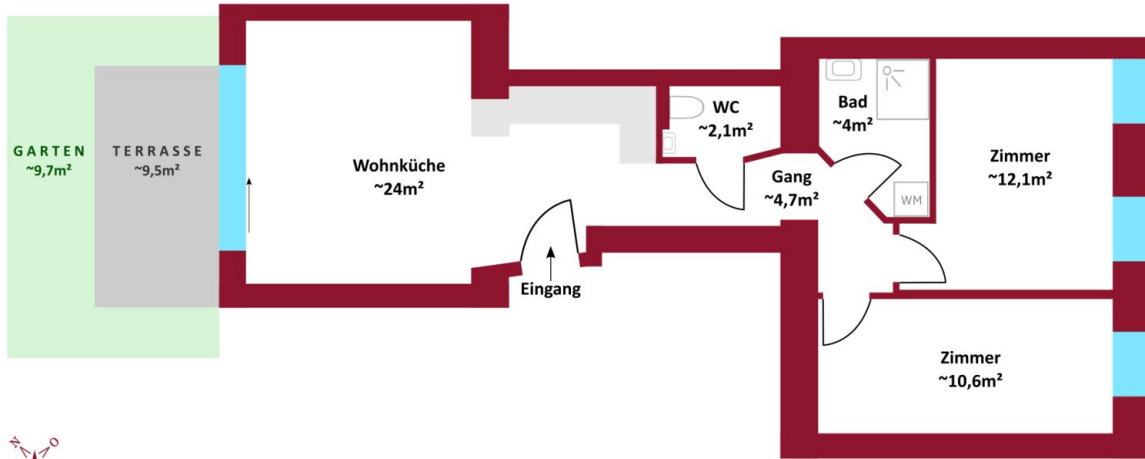 GARTEN
~9,7m²
TERRASSE
~9,5m²
Wohnküche
~24m²
Eingang
WC
~2,1m²
Gang
~4,7m²
Bad
~4m²
WM
Zimmer
~12,1m²
Zimmer
~10,6m²
N
O